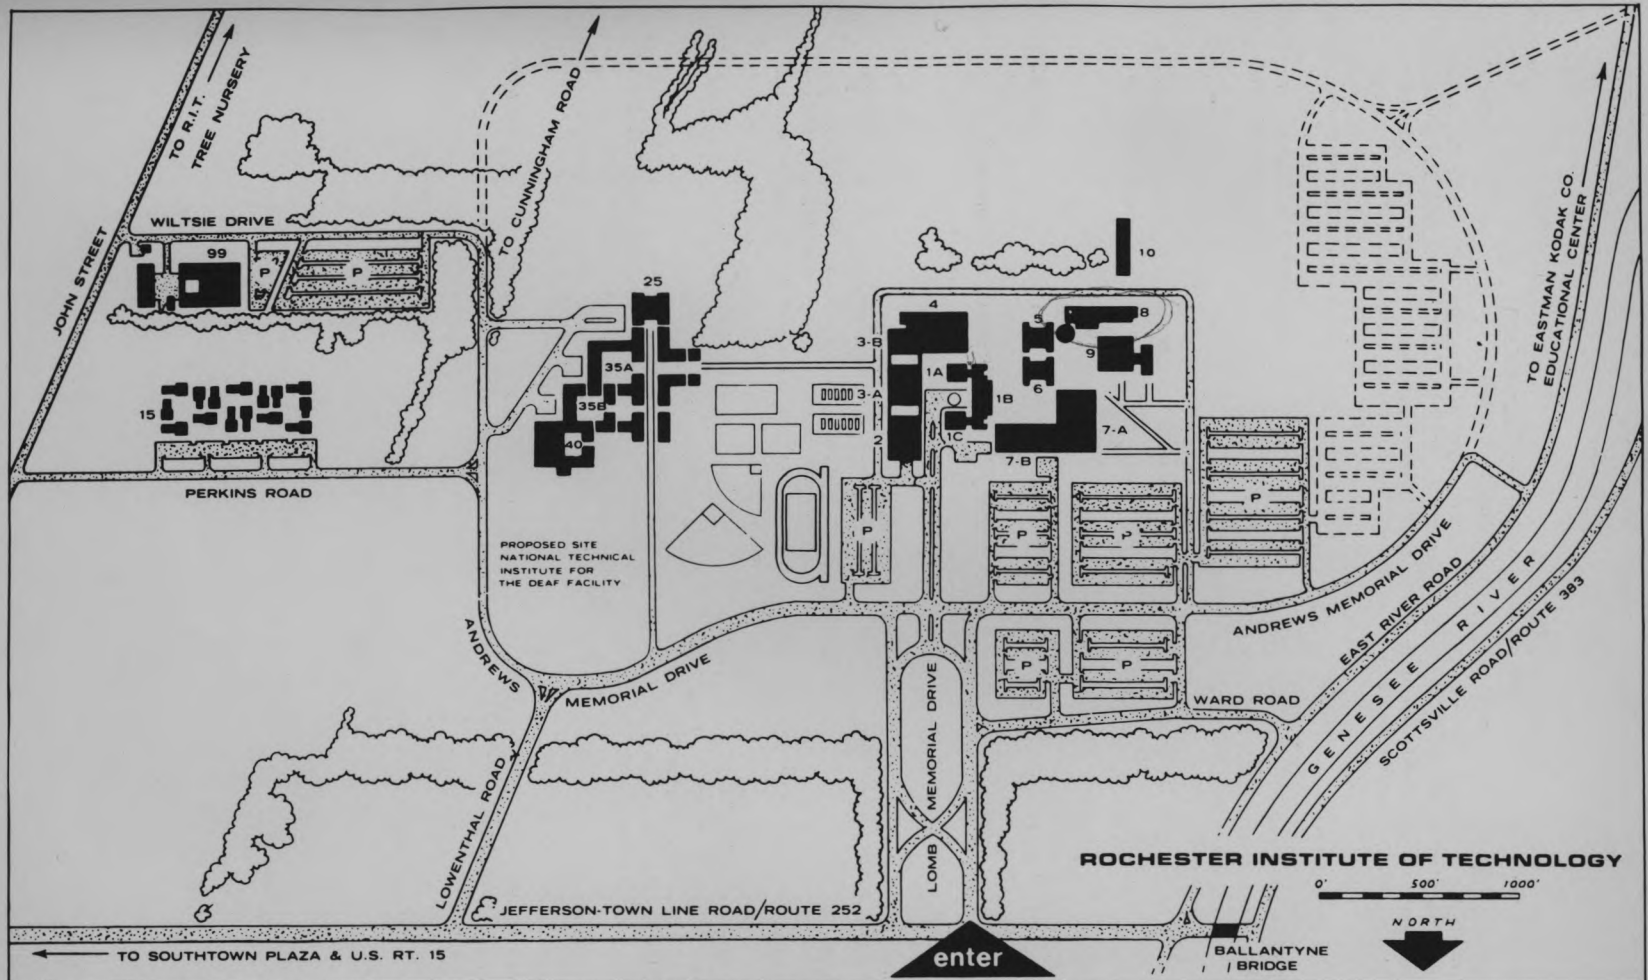 TO R.I.T.
TREE NURSERY
TO CUNNINGHAM ROAD
WILTSIE DRIVE
JOHN STREET
99
P
P
15
PERKINS ROAD
25
35A
35B
40
PROPOSED SITE
NATIONAL TECHNICAL
INSTITUTE FOR
THE DEAF FACILITY
10
4
3-B
3-A
2
1A
1B
1C
5
6
8
9
7-A
7-B
P
P
P
P
P
P
TO EASTMAN KODAK CO.
EDUCATIONAL CENTER
ANDREWS
MEMORIAL DRIVE
ANDREWS MEMORIAL DRIVE
EAST RIVER ROAD
GENESEE RIVER
SCOTTSVILLE ROAD/ROUTE 383
WARD ROAD
LOMB MEMORIAL DRIVE
LOWENTHAL ROAD
JEFFERSON-TOWN LINE ROAD/ROUTE 252
TO SOUTHTOWN PLAZA & U.S. RT. 15
enter
BALLANTYNE
BRIDGE
ROCHESTER INSTITUTE OF TECHNOLOGY
0' 500' 1000'
NORTH